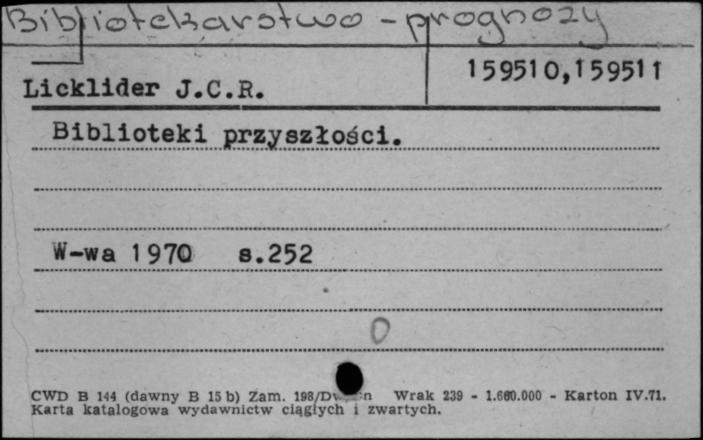 Bibliotekarstwo - prognozy
159510,159511
Licklider J.C.R.
Biblioteki przyszłości.
W-wa 1970 s.252
0
CWD B 144 (dawny B 15 b) Zam. 198/ Wrak 239 - 1.660.000 - Karton IV.71.
Karta katalogowa wydawnictw ciągłych i zwartych.